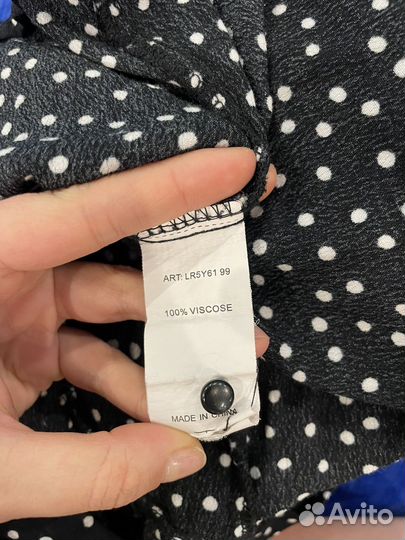 ART: LR5Y61 99
100% VISCOSE
MADE IN CHINA
Avito